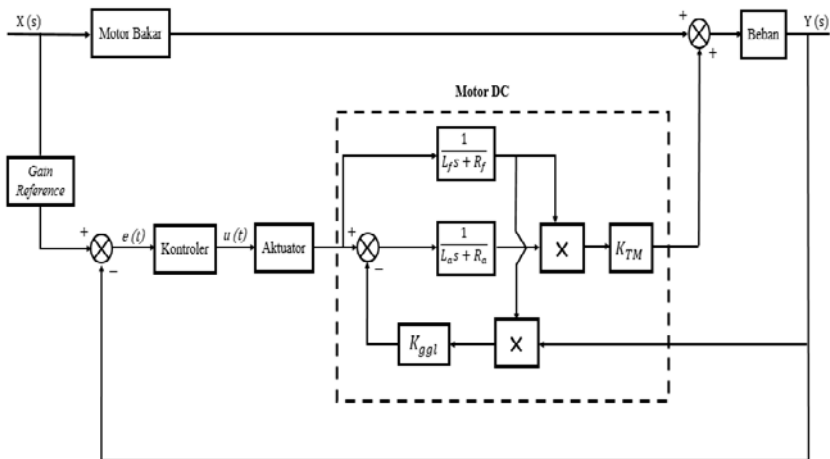 X (s)
Motor Bakar
+
+
Beban
Y (s)
Motor DC
Gain
Reference
1
L_f s + R_f
+
−
e (t)
Kontroler
u (t)
Aktuator
+
−
1
L_a s + R_a
X
K_TM
K_ggl
X